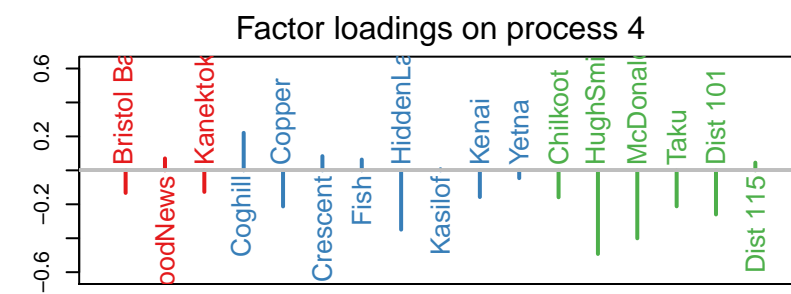 Factor loadings on process 4
0.6
0.2
−0.2
−0.6
Bristol Ba
oodNews
Kanektok
Coghill
Copper
Crescent
Fish
HiddenLa
Kasilof
Kenai
Yetna
Chilkoot
HughSmi
McDonal
Taku
Dist 101
Dist 115